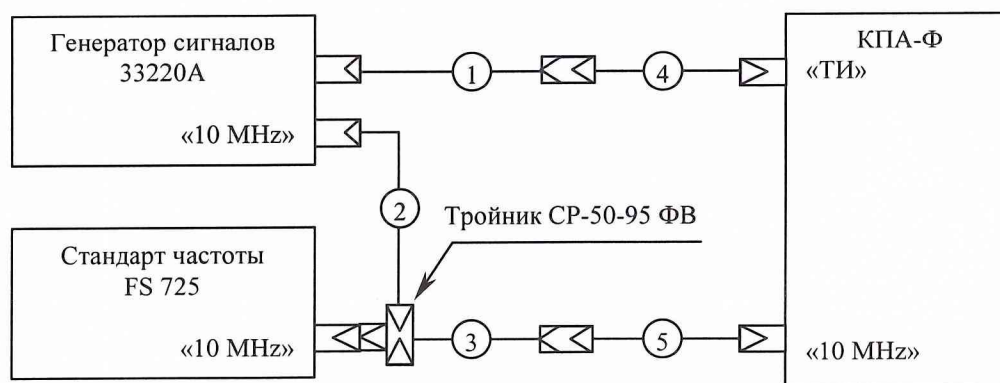 Генератор сигналов
33220А
«10 MHz»
1
4
КПА-Ф
«ТИ»
2
Тройник СР-50-95 ФВ
Стандарт частоты
FS 725
«10 MHz»
3
5
«10 MHz»